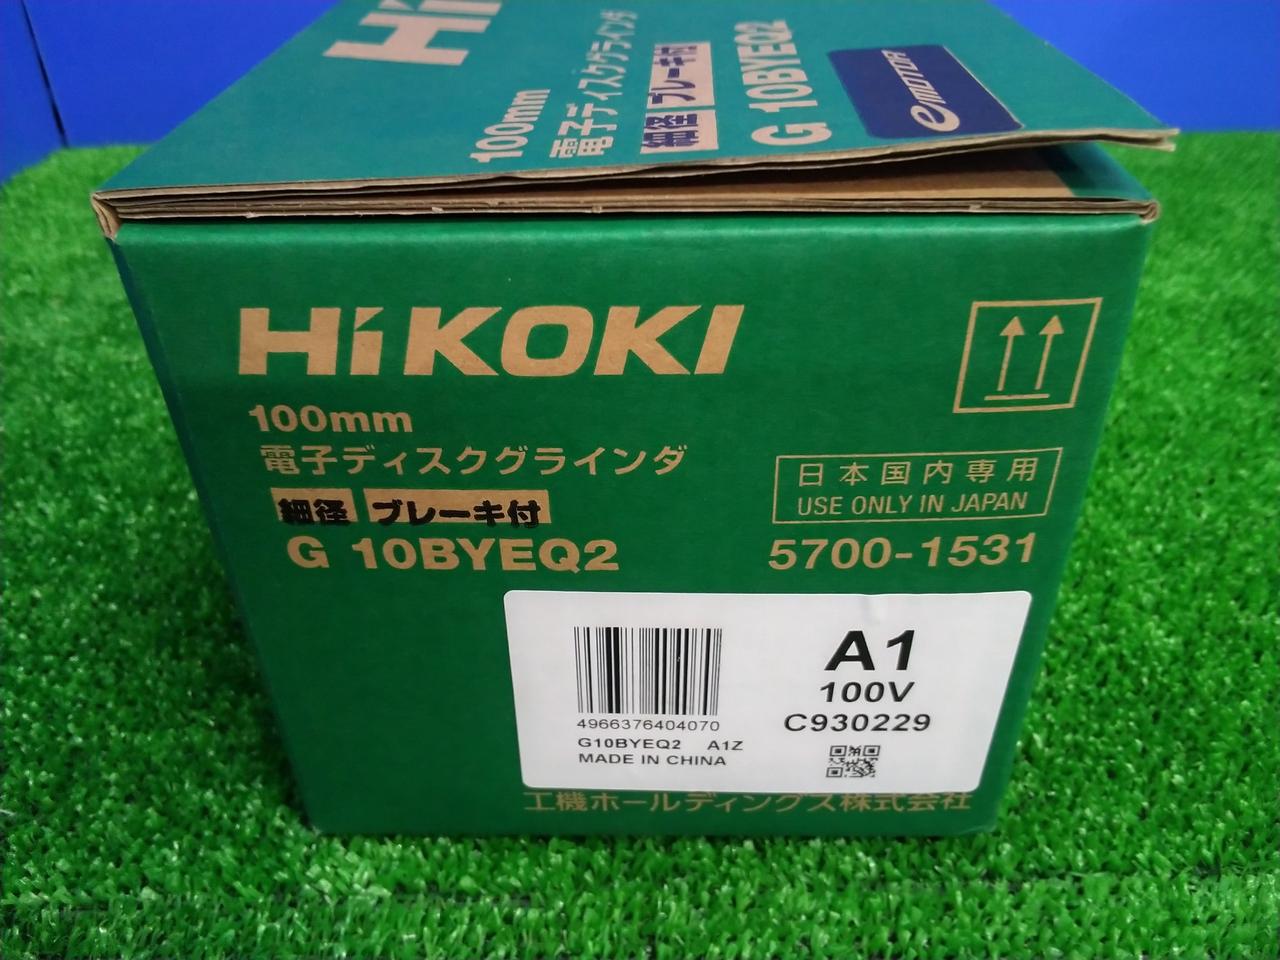 Hi
100mm
電子ディスクグラインダ
細径 ブレーキ付
G 10BYEQ2
eMOTOR
HiKOKI
100mm
電子ディスクグラインダ
細径 ブレーキ付
G 10BYEQ2
日本国内専用
USE ONLY IN JAPAN
5700-1531
4966376404070
G10BYEQ2 A1Z
MADE IN CHINA
A1
100V
C930229
工機ホールディングス株式会社